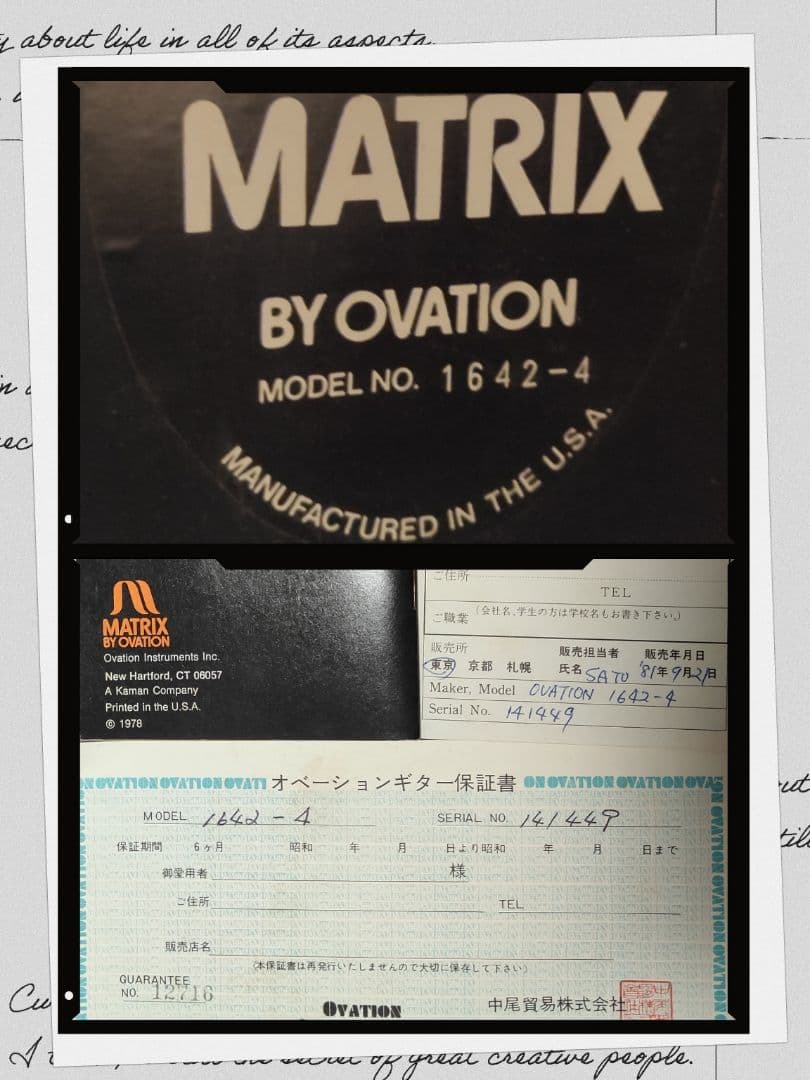 about life in all of its aspects
MATRIX
BY OVATION
MODEL NO. 1642-4
MANUFACTURED IN THE U.S.A.
MATRIX
BY OVATION
Ovation Instruments Inc.
New Hartford, CT 06057
A Kaman Company
Printed in the U.S.A.
© 1978
ご住所
TEL
ご職業 (会社名、学生の方は学校名もお書き下さい。)
販売所 販売担当者 販売年月日
東京 京都 札幌 氏名 SATO '81年9月21日
Maker, Model OVATION 1642-4
Serial No. 141449
OVATION OVATION OVATI オベーションギター保証書 ON OVATION OVATION OVA
MODEL 1642-4 SERIAL NO. 141449
保証期間 6ヶ月 昭和 年 月 日より昭和 年 月 日まで
御愛用者 様
ご住所 TEL
販売店名
(本保証書は再発行いたしませんので大切に保存して下さい)
GUARANTEE
NO. 12716
OVATION
中尾貿易株式会社
of great creative people.